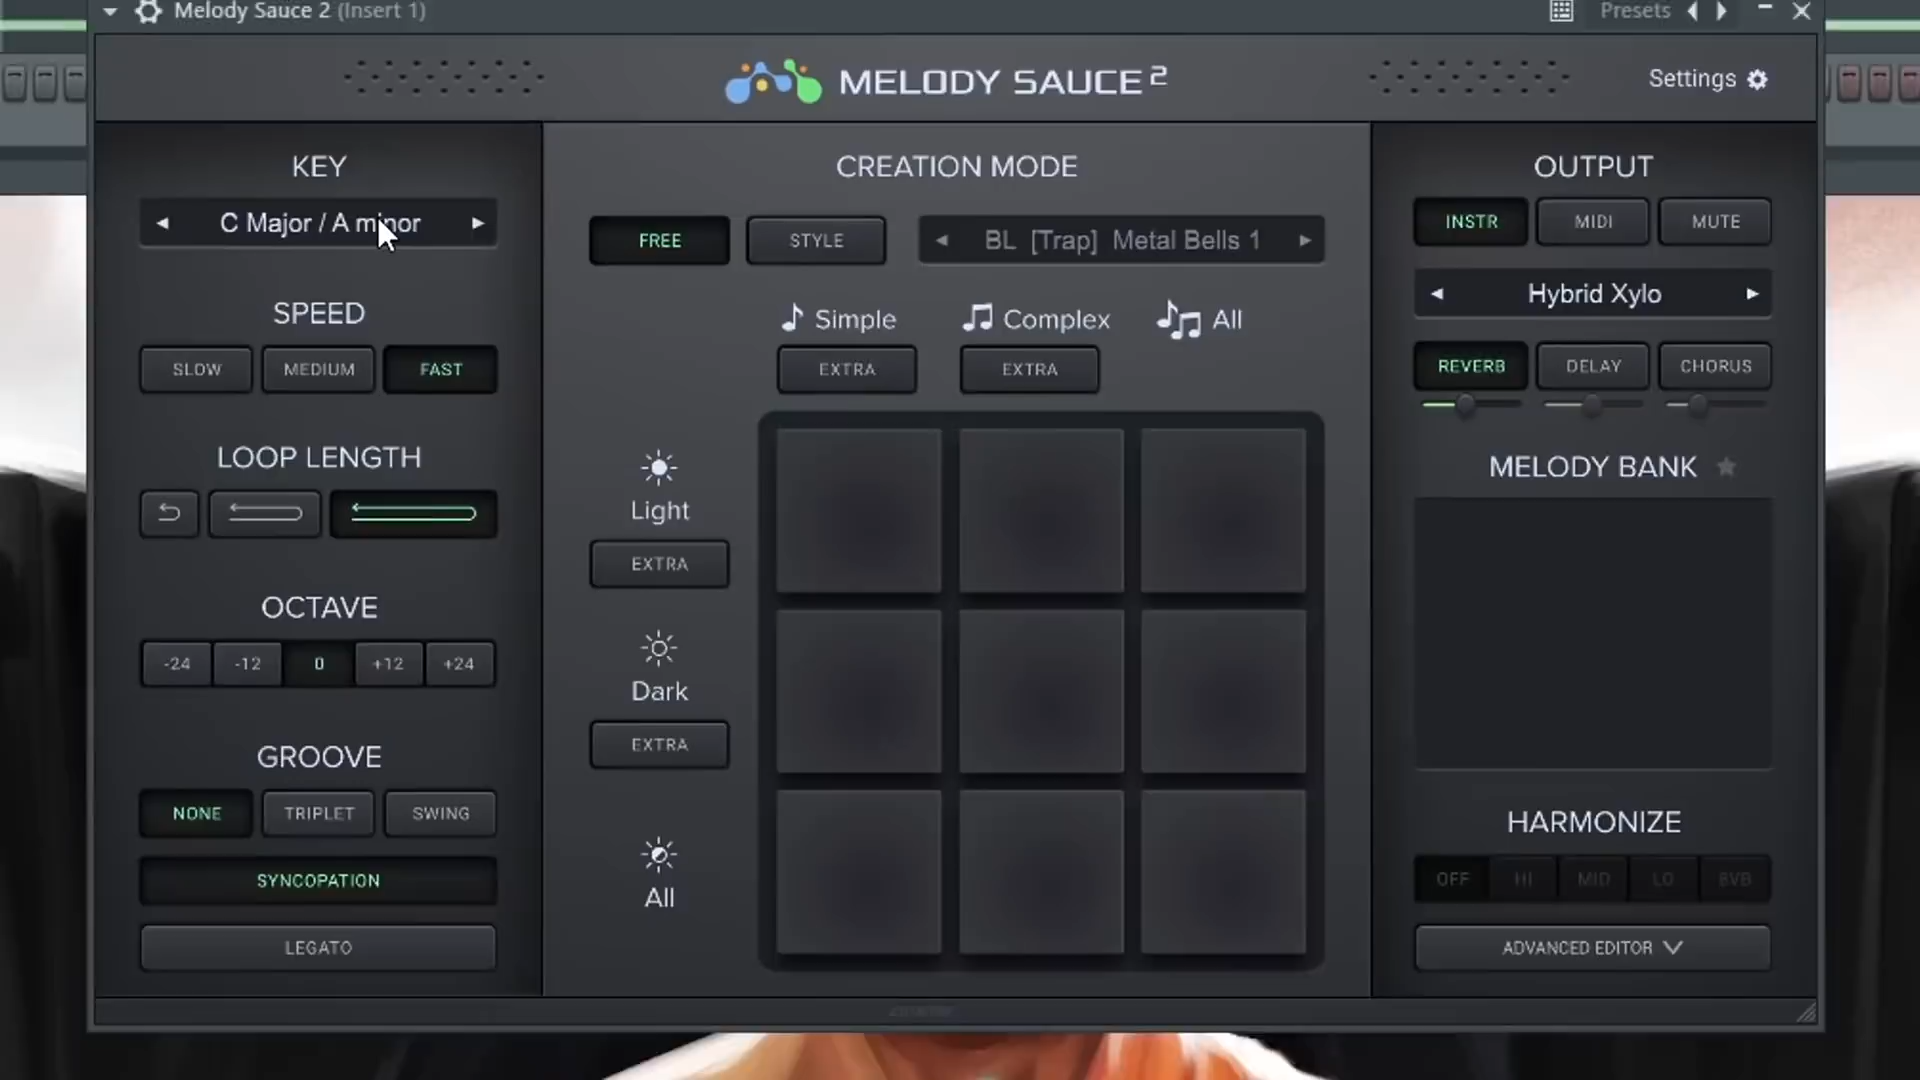 Melody Sauce 2 (Insert 1)
Presets
MELODY SAUCE²
Settings
KEY
C Major / A minor
SPEED
SLOW MEDIUM FAST
LOOP LENGTH
OCTAVE
-24 -12 0 +12 +24
GROOVE
NONE TRIPLET SWING
SYNCOPATION
LEGATO
CREATION MODE
FREE STYLE BL [Trap] Metal Bells 1
Simple Complex All
EXTRA EXTRA
Light
EXTRA
Dark
EXTRA
All
OUTPUT
INSTR MIDI MUTE
Hybrid Xylo
REVERB DELAY CHORUS
MELODY BANK
HARMONIZE
OFF HI MID LO 8VB
ADVANCED EDITOR